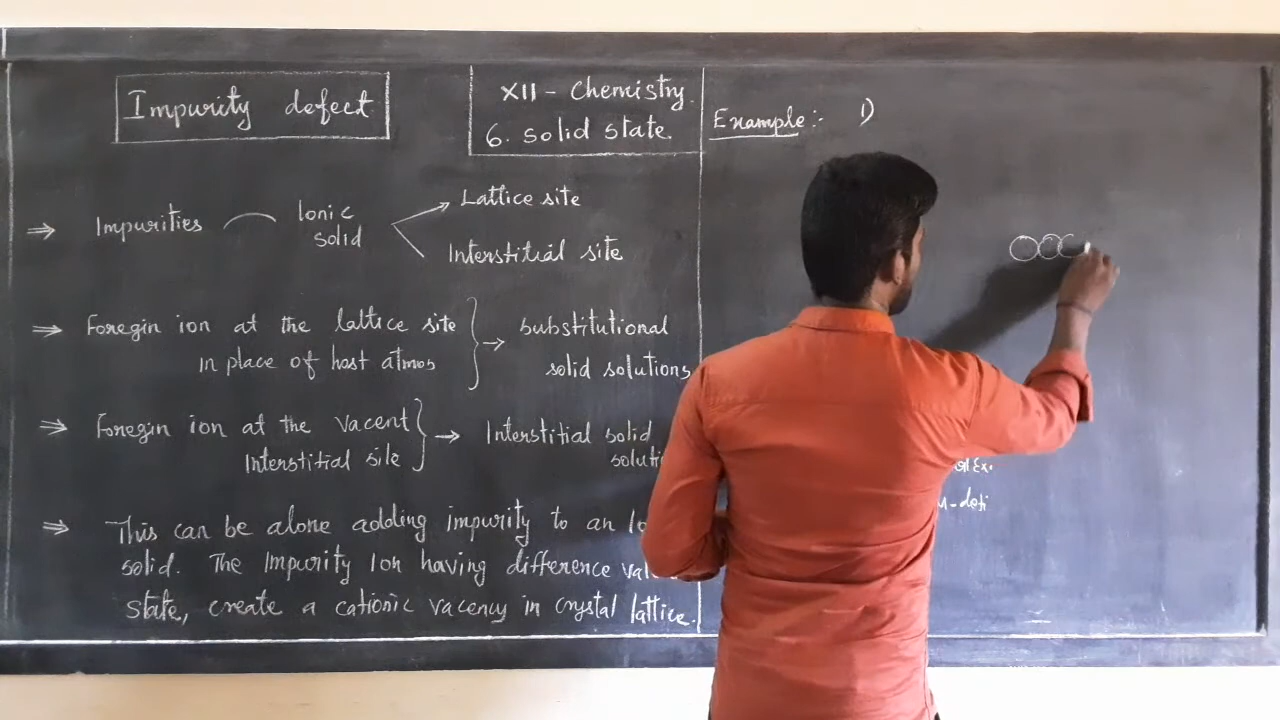 Impurity defect
XII - Chemistry.
6. Solid state.
⇒ Impurities Ionic solid
Lattice site
Interstitial site
⇒ Foregin ion at the lattice site
in place of host atmos
→ substitutional
solid solutions
⇒ Foregin ion at the vacent
Interstitial site
→ Interstitial solid
⇒ This can be alone adding impurity to an
solid. The Impurity Ion having difference
state, create a cationic vacency in crystal lattice.
Example :- 1)